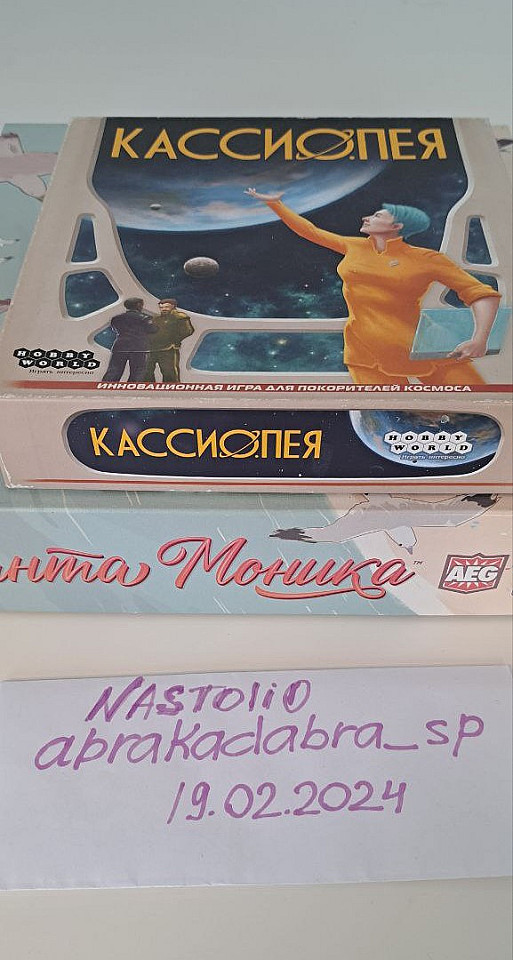 КАССИОПЕЯ
HOBBY
WORLD
Играть интересно
ИННОВАЦИОННАЯ ИГРА ДЛЯ ПОКОРИТЕЛЕЙ КОСМОСА
КАССИОПЕЯ
HOBBY
WORLD
Играть интересно
нта Моника™
AEG
NASTOLIO
abrakadabra_sp
19.02.2024